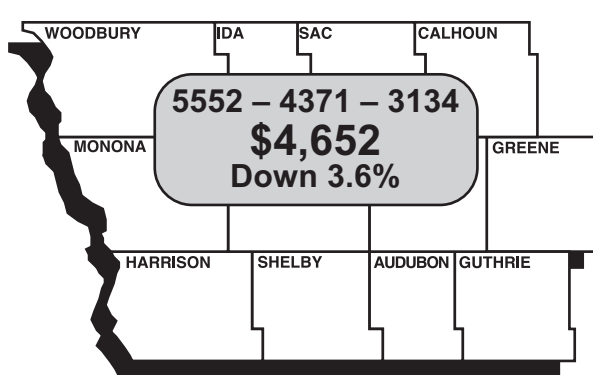 WOODBURY
IDA
SAC
CALHOUN
5552 – 4371 – 3134
$4,652
Down 3.6%
MONONA
GREENE
HARRISON
SHELBY
AUDUBON
GUTHRIE